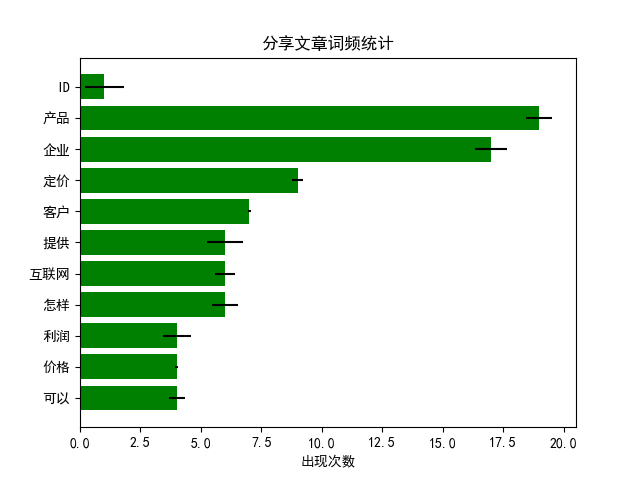 分享文章词频统计
ID
产品
企业
定价
客户
提供
互联网
怎样
利润
价格
可以
0.0 2.5 5.0 7.5 10.0 12.5 15.0 17.5 20.0
出现次数